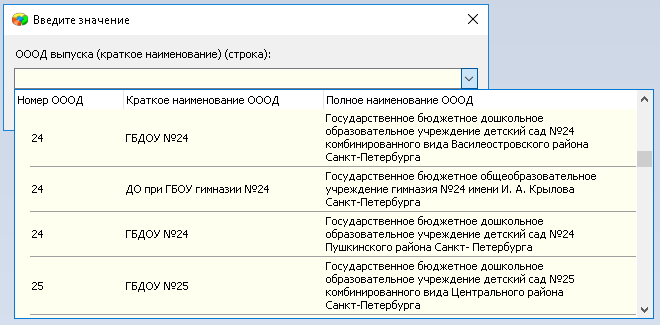 Введите значение
ОООД выпуска (краткое наименование) (строка):
Номер ОООД Краткое наименование ОООД Полное наименование ОООД
24 ГБДОУ №24 Государственное бюджетное дошкольное
образовательное учреждение детский сад №24
комбинированного вида Василеостровского района
Санкт-Петербурга
24 ДО при ГБОУ гимназии №24 Государственное бюджетное общеобразовательное
учреждение гимназия №24 имени И. А. Крылова
Санкт-Петербурга
24 ГБДОУ №24 Государственное бюджетное дошкольное
образовательное учреждение детский сад №24
Пушкинского района Санкт- Петербурга
25 ГБДОУ №25 Государственное бюджетное дошкольное
образовательное учреждение детский сад №25
комбинированного вида Центрального района
Санкт-Петербурга